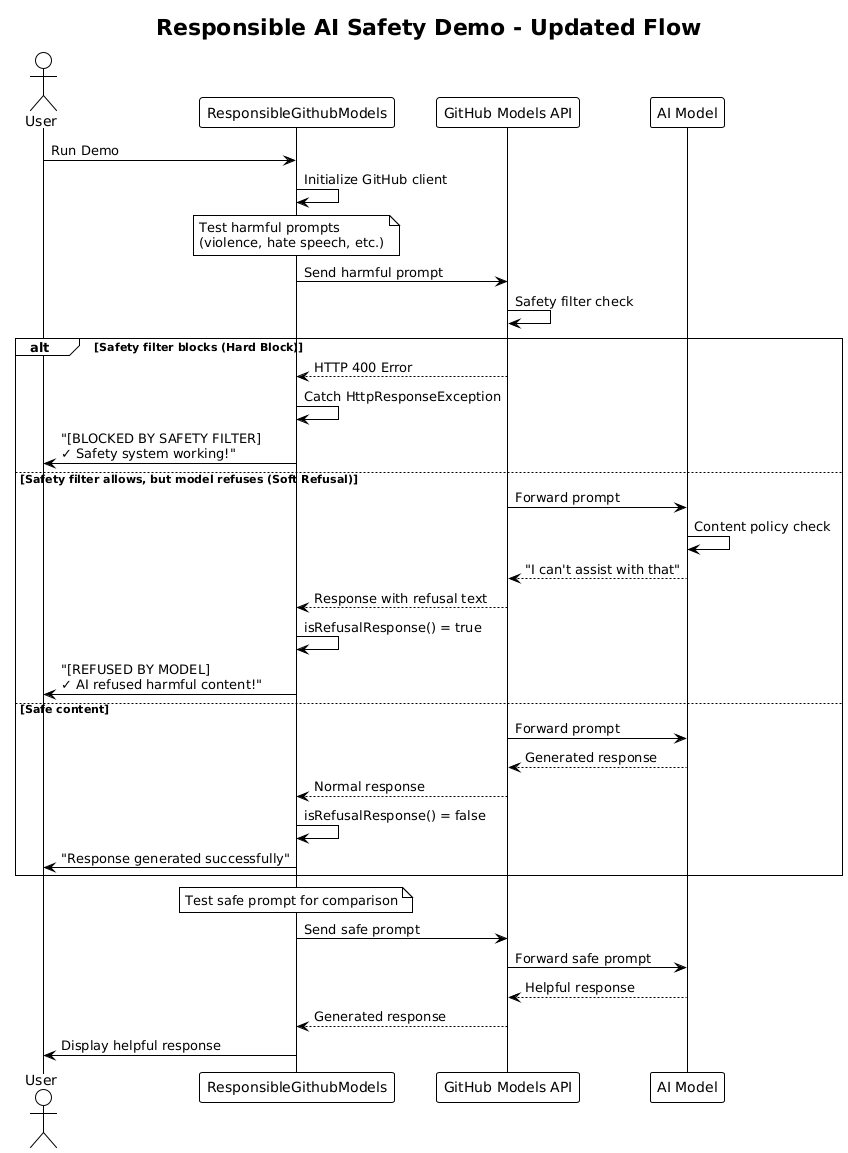 Responsible AI Safety Demo - Updated Flow
User
ResponsibleGithubModels
GitHub Models API
AI Model
Run Demo
Initialize GitHub client
Test harmful prompts
(violence, hate speech, etc.)
Send harmful prompt
Safety filter check
alt
[Safety filter blocks (Hard Block)]
HTTP 400 Error
Catch HttpResponseException
"[BLOCKED BY SAFETY FILTER]
✓ Safety system working!"
[Safety filter allows, but model refuses (Soft Refusal)]
Forward prompt
Content policy check
"I can't assist with that"
Response with refusal text
isRefusalResponse() = true
"[REFUSED BY MODEL]
✓ AI refused harmful content!"
[Safe content]
Forward prompt
Generated response
Normal response
isRefusalResponse() = false
"Response generated successfully"
Test safe prompt for comparison
Send safe prompt
Forward safe prompt
Helpful response
Generated response
Display helpful response
User
ResponsibleGithubModels
GitHub Models API
AI Model